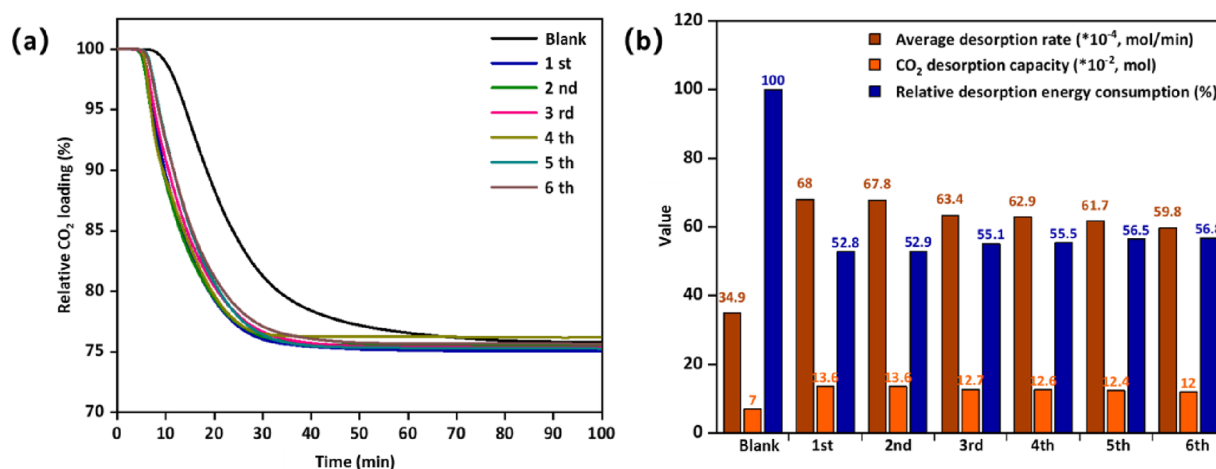 (a)
100
95
90
85
80
75
70
Relative CO₂ loading (%)
0 10 20 30 40 50 60 70 80 90 100
Time (min)
Blank
1 st
2 nd
3 rd
4 th
5 th
6 th
(b)
120
100
80
60
40
20
0
Value
Average desorption rate (*10⁻⁴, mol/min)
CO₂ desorption capacity (*10⁻², mol)
Relative desorption energy consumption (%)
34.9 7 100
68 13.6 52.8
67.8 13.6 52.9
63.4 12.7 55.1
62.9 12.6 55.5
61.7 12.4 56.5
59.8 12 56.8
Blank 1st 2nd 3rd 4th 5th 6th